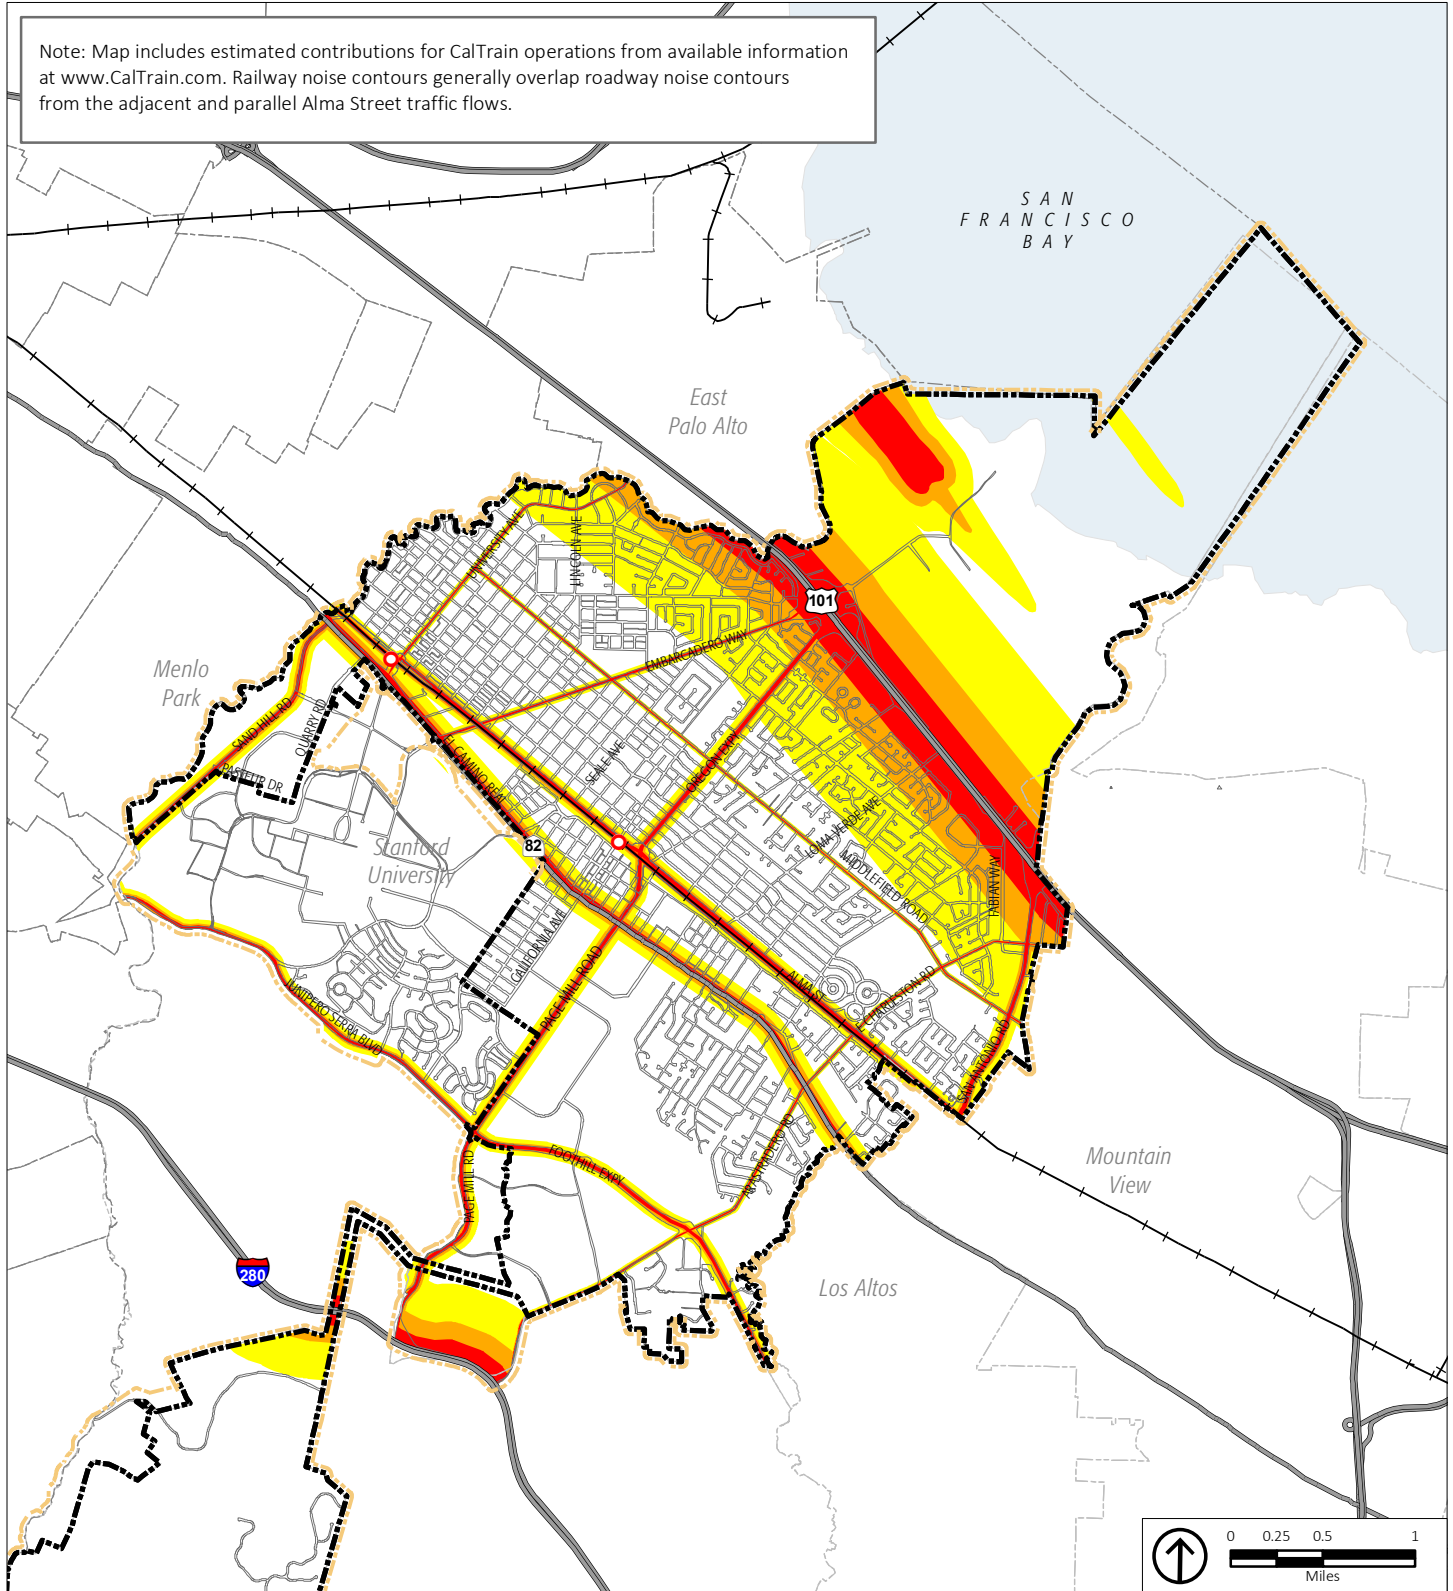 Note: Map includes estimated contributions for CalTrain operations from available information
at www.CalTrain.com. Railway noise contours generally overlap roadway noise contours
from the adjacent and parallel Alma Street traffic flows.
SAN
FRANCISCO
BAY
East
Palo Alto
UNIVERSITY AVE
LINCOLN AVE
101
EMBARCADERO WAY
Menlo
Park
SAND HILL RD
QUARRY RD
PASTEUR DR
EL CAMINO REAL
SEALE AVE
OREGON EXPY
82
Stanford
University
LOMA VERDE AVE
MIDDLEFIELD ROAD
FABIAN WAY
CALIFORNIA AVE
PAGE MILL ROAD
ALMA ST
E CHARLESTON RD
JUNIPERO SERRA BLVD
SAN ANTONIO RD
PAGE MILL RD
FOOTHILL EXPY
ARASTRADERO RD
Mountain
View
280
Los Altos
0 0.25 0.5 1
Miles